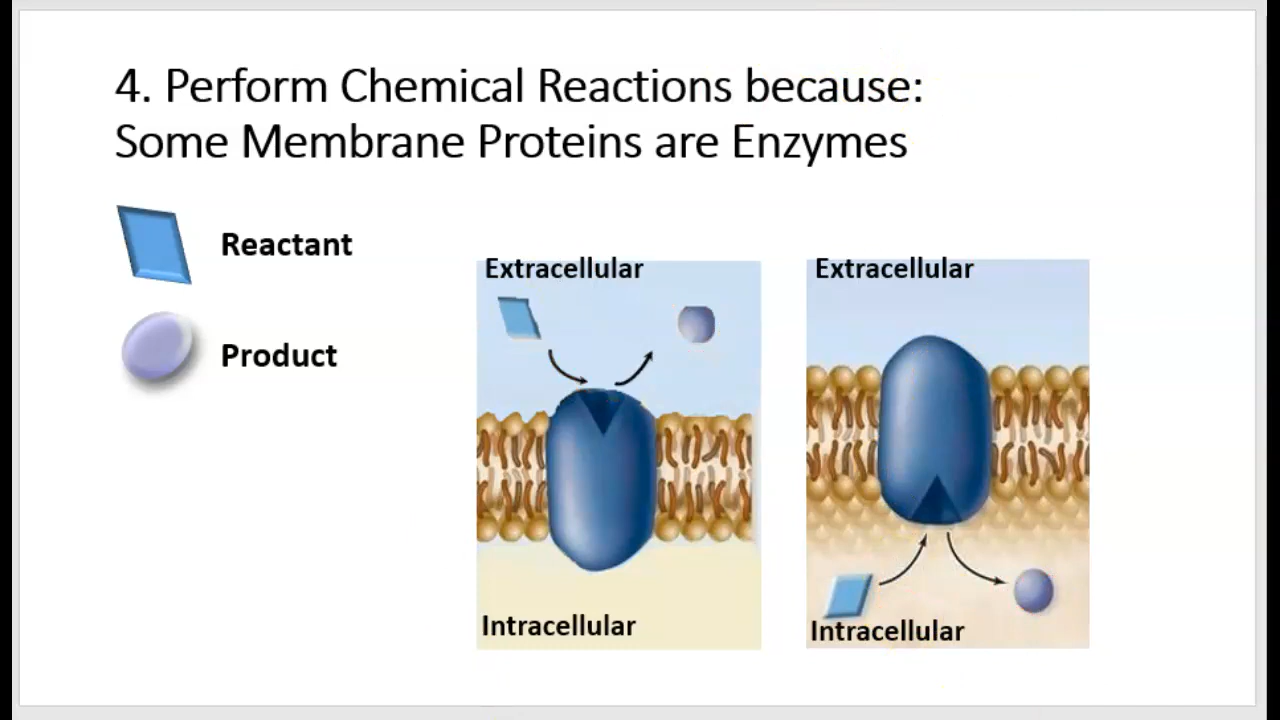 4. Perform Chemical Reactions because:
Some Membrane Proteins are Enzymes
Reactant
Product
Extracellular
Intracellular
Extracellular
Intracellular